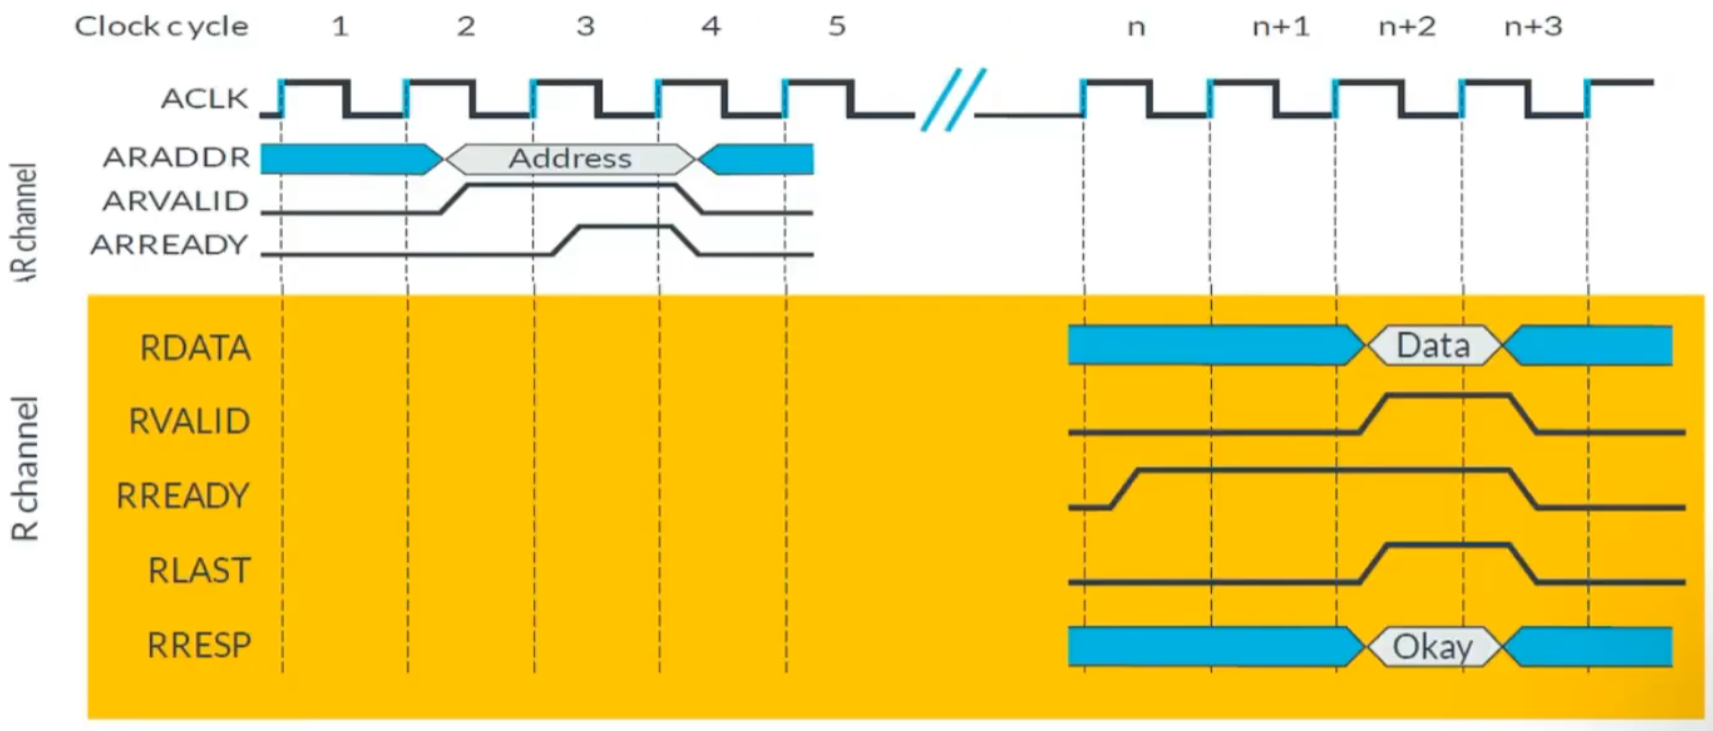 Clock cycle 1 2 3 4 5 n n+1 n+2 n+3
ACLK
AR channel
ARADDR Address
ARVALID
ARREADY
R channel
RDATA Data
RVALID
RREADY
RLAST
RRESP Okay